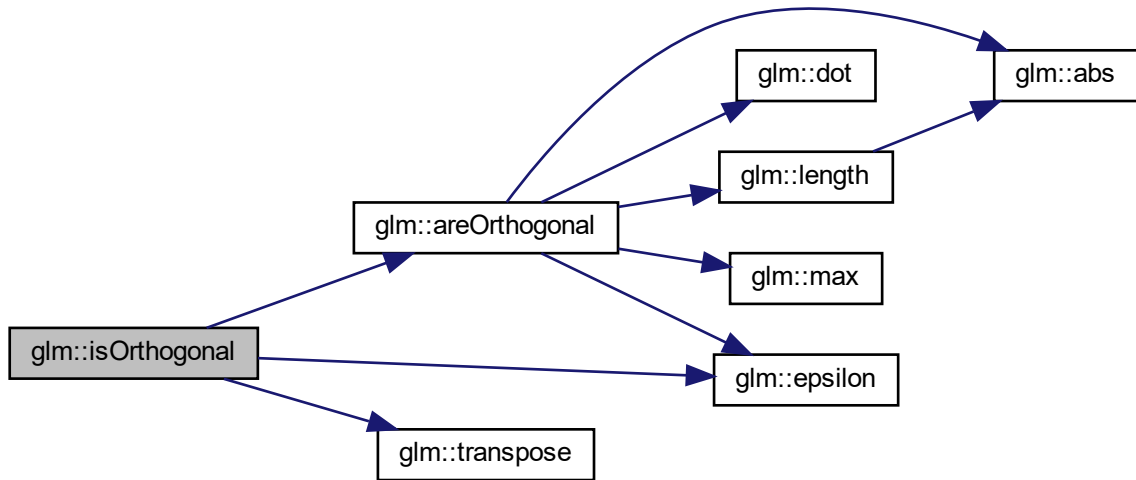 glm::isOrthogonal
glm::areOrthogonal
glm::transpose
glm::dot
glm::length
glm::max
glm::epsilon
glm::abs